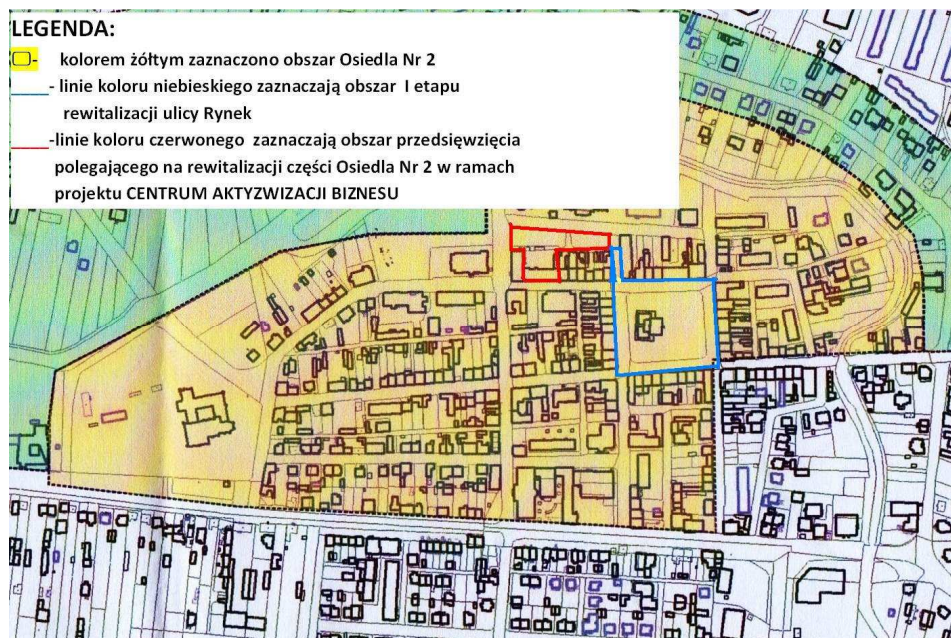 LEGENDA:
- kolorem żółtym zaznaczono obszar Osiedla Nr 2
- linie koloru niebieskiego zaznaczają obszar I etapu
rewitalizacji ulicy Rynek
-linie koloru czerwonego zaznaczają obszar przedsięwzięcia
polegającego na rewitalizacji części Osiedla Nr 2 w ramach
projektu CENTRUM AKTYZWIZACJI BIZNESU